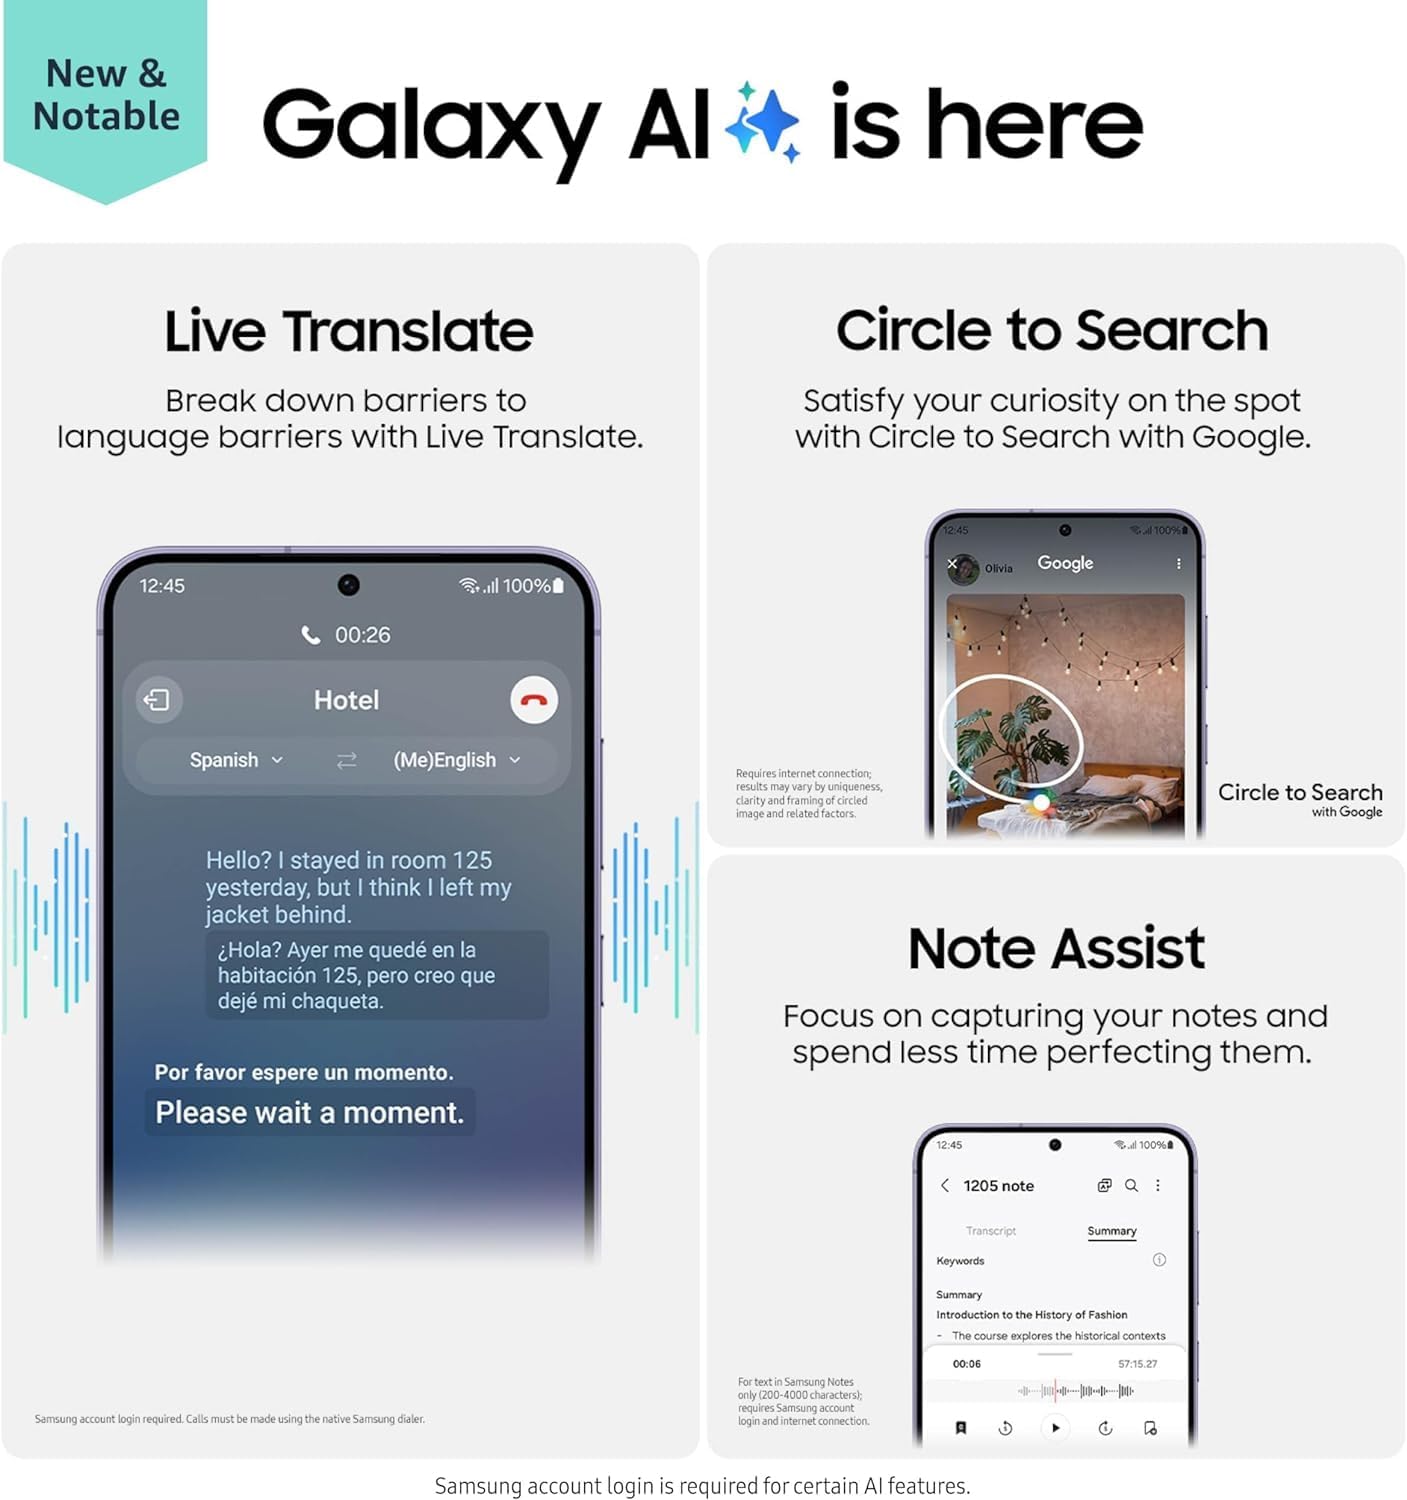 New &
Notable
Galaxy AI is here
Live Translate
Break down barriers to
language barriers with Live Translate.
12:45
100%
00:26
Hotel
Spanish
(Me)English
Hello? I stayed in room 125
yesterday, but I think I left my
jacket behind.
¿Hola? Ayer me quedé en la
habitación 125, pero creo que
dejé mi chaqueta.
Por favor espere un momento.
Please wait a moment.
Samsung account login required. Calls must be made using the native Samsung dialer.
Circle to Search
Satisfy your curiosity on the spot
with Circle to Search with Google.
12:45
100%
Olivia
Google
Requires internet connection;
results may vary by uniqueness,
clarity and framing of circled
image and related factors.
Circle to Search
with Google
Note Assist
Focus on capturing your notes and
spend less time perfecting them.
12:45
100%
1205 note
Transcript
Summary
Keywords
Summary
Introduction to the History of Fashion
- The course explores the historical contexts
00:06
57:15.27
For text in Samsung Notes
only (200-4000 characters);
requires Samsung account
login and internet connection.
Samsung account login is required for certain AI features.